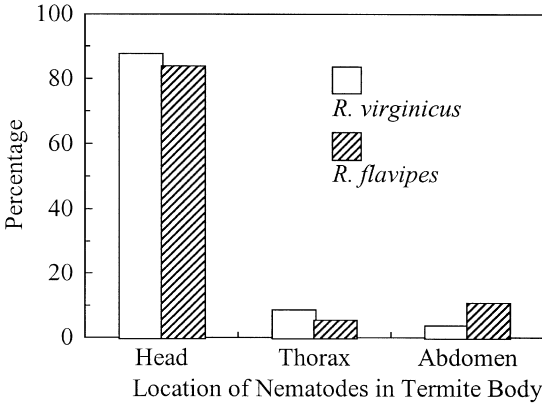 100
80
60
40
20
0
Percentage
R. virginicus
R. flavipes
Head Thorax Abdomen
Location of Nematodes in Termite Body